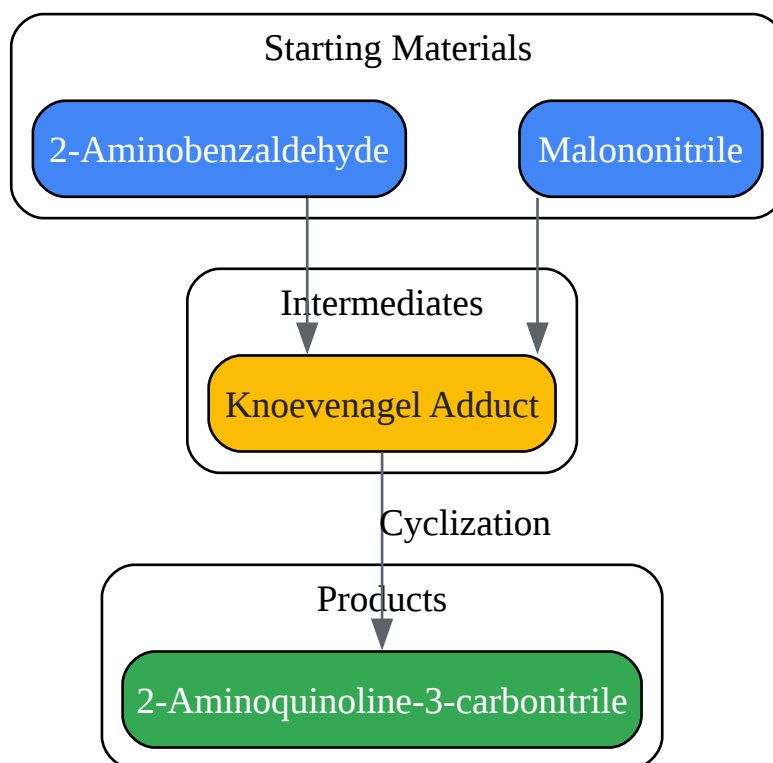 Starting Materials
2-Aminobenzaldehyde
Malononitrile
Intermediates
Knoevenagel Adduct
Cyclization
Products
2-Aminoquinoline-3-carbonitrile